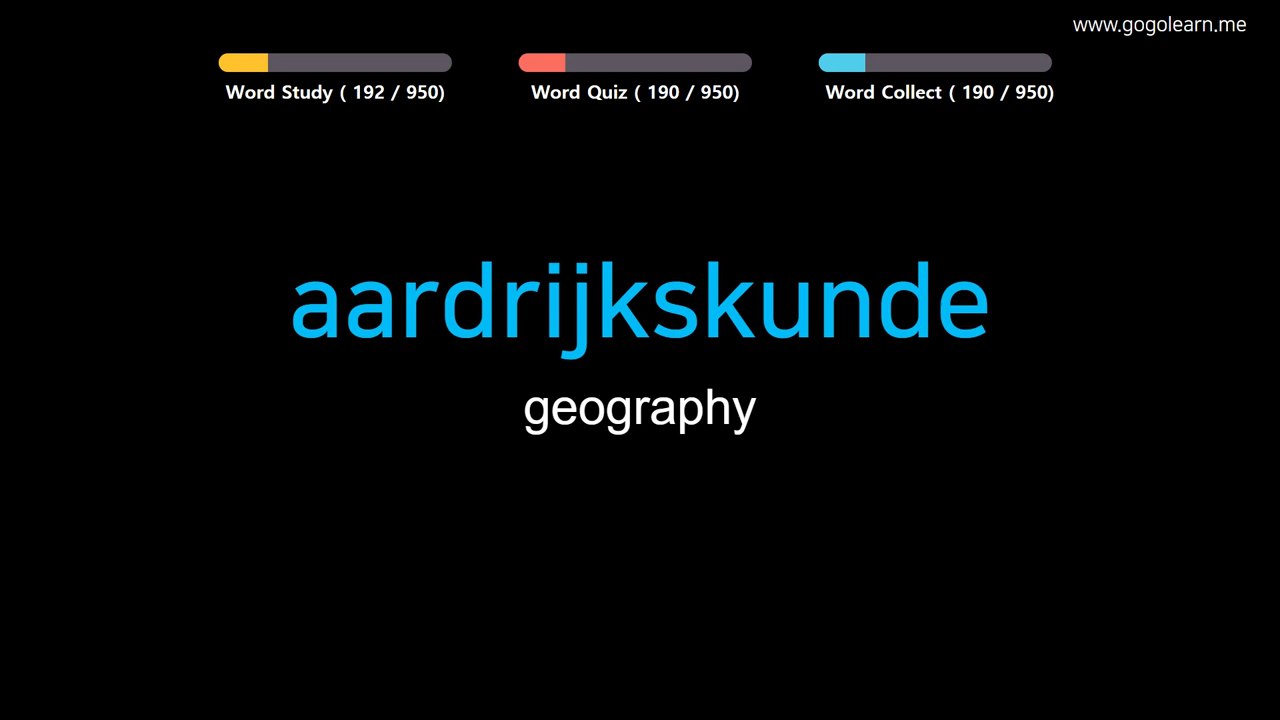 www.gogolearn.me
Word Study ( 192 / 950)
Word Quiz ( 190 / 950)
Word Collect ( 190 / 950)
aardrijkskunde
geography